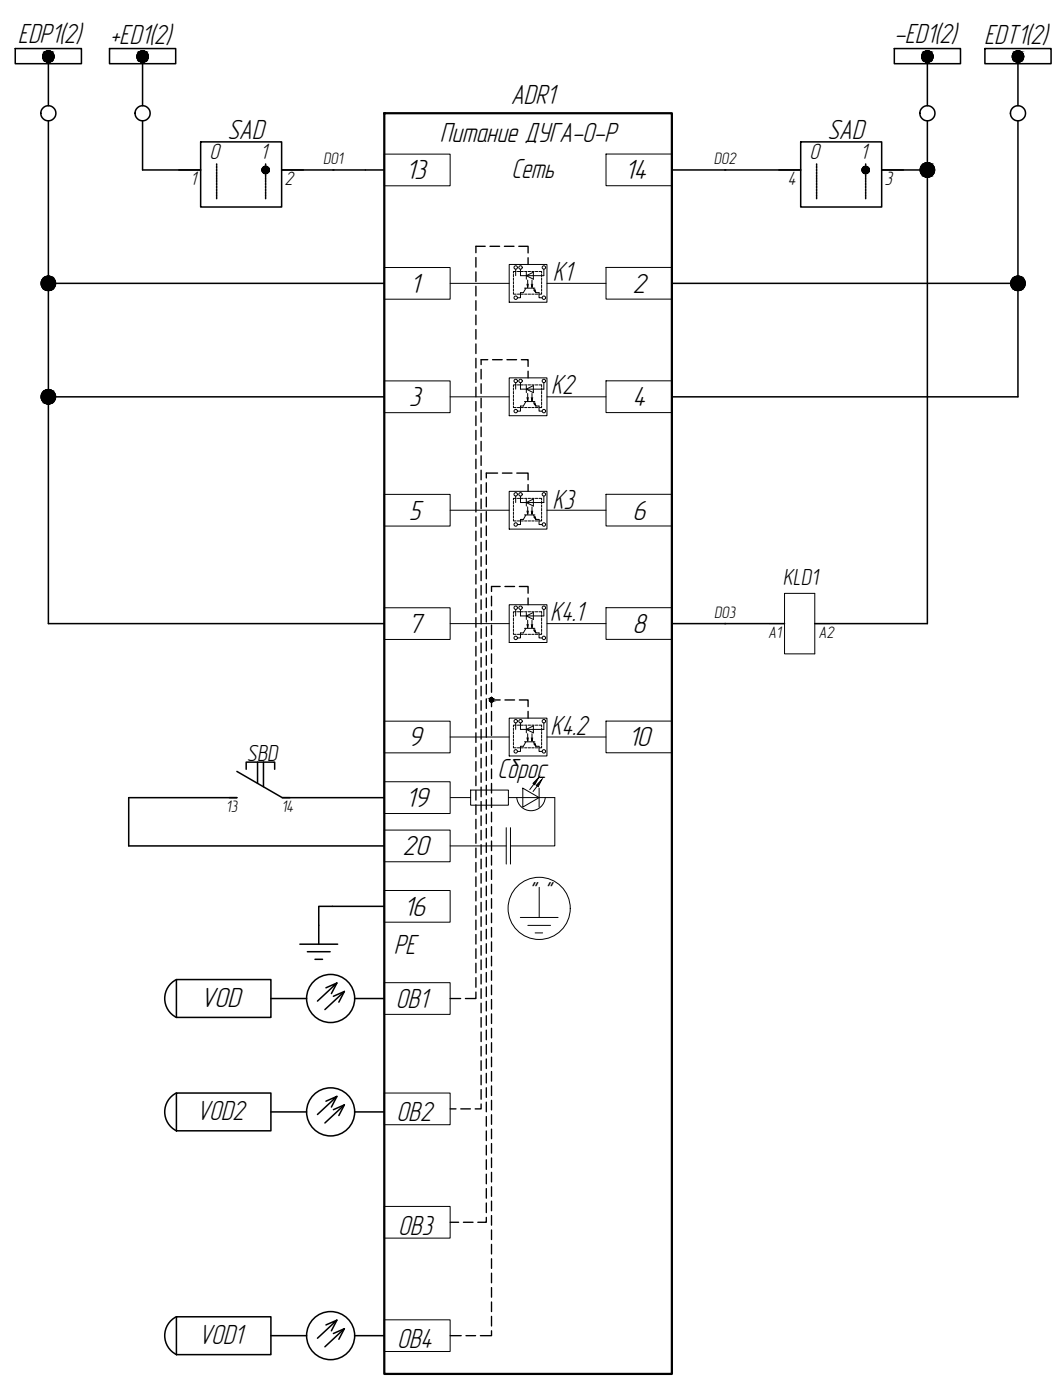 EDP1(2) +ED1(2) -ED1(2) EDT1(2)
ADR1
Питание ДУГА-О-Р
Сеть
SAD
0 1
1 2
D01
13
14
D02
SAD
0 1
4 3
1
K1
2
3
K2
4
5
K3
6
7
K4.1
8
D03
KLD1
A1 A2
9
K4.2
10
Сброс
SBD
13 14
19
20
16
PE
" "
VOD
OB1
VOD2
OB2
OB3
VOD1
OB4